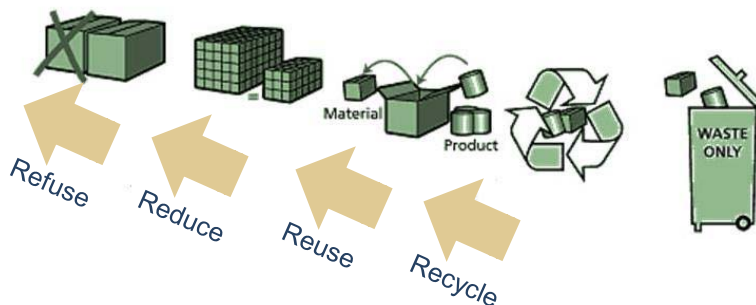 Material
Product
WASTE
ONLY
Refuse
Reduce
Reuse
Recycle